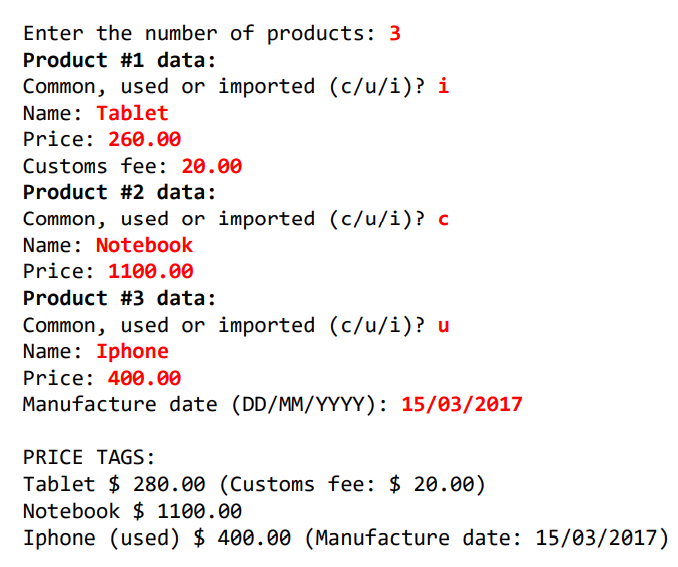 Enter the number of products: 3
Product #1 data:
Common, used or imported (c/u/i)? i
Name: Tablet
Price: 260.00
Customs fee: 20.00
Product #2 data:
Common, used or imported (c/u/i)? c
Name: Notebook
Price: 1100.00
Product #3 data:
Common, used or imported (c/u/i)? u
Name: Iphone
Price: 400.00
Manufacture date (DD/MM/YYYY): 15/03/2017
PRICE TAGS:
Tablet $ 280.00 (Customs fee: $ 20.00)
Notebook $ 1100.00
Iphone (used) $ 400.00 (Manufacture date: 15/03/2017)